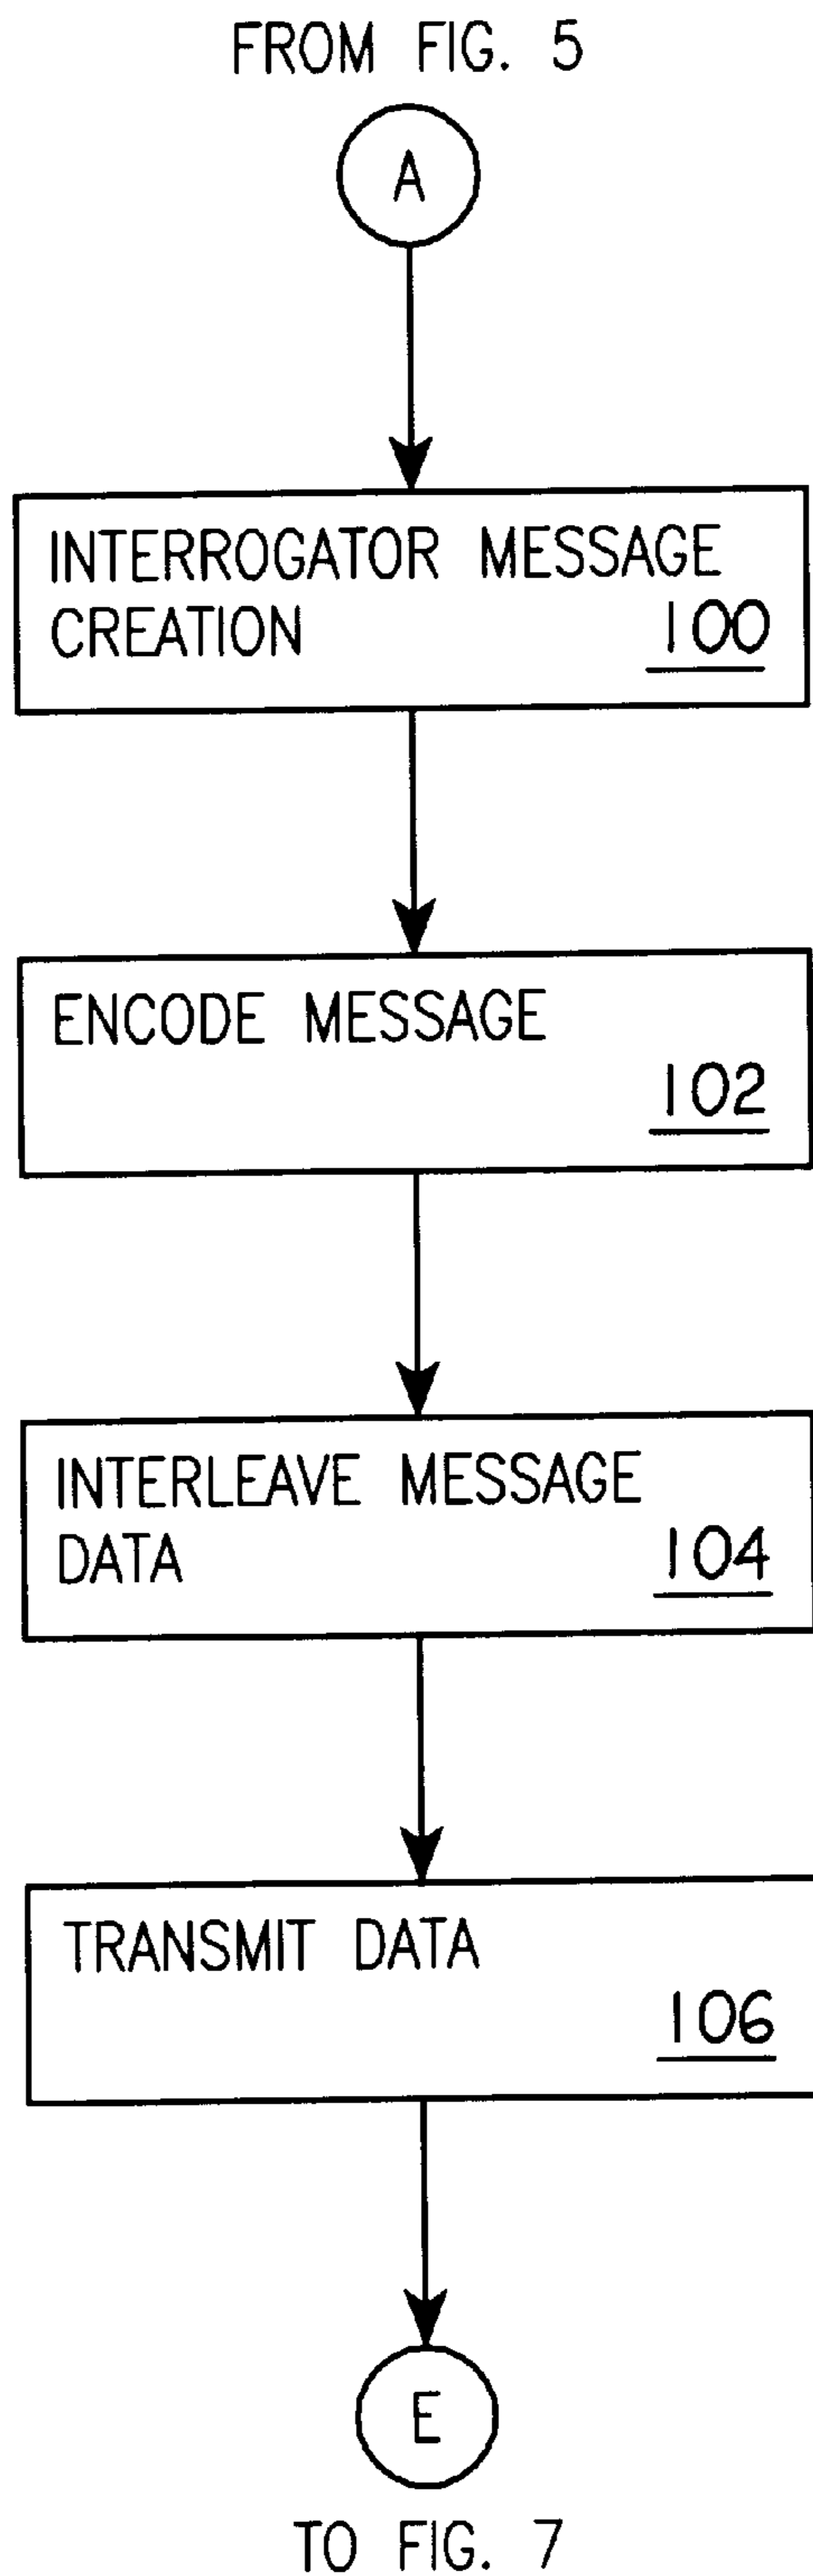 FROM FIG. 5
A
INTERROGATOR MESSAGE
CREATION 100
ENCODE MESSAGE
102
INTERLEAVE MESSAGE
DATA 104
TRANSMIT DATA
106
E
TO FIG. 7